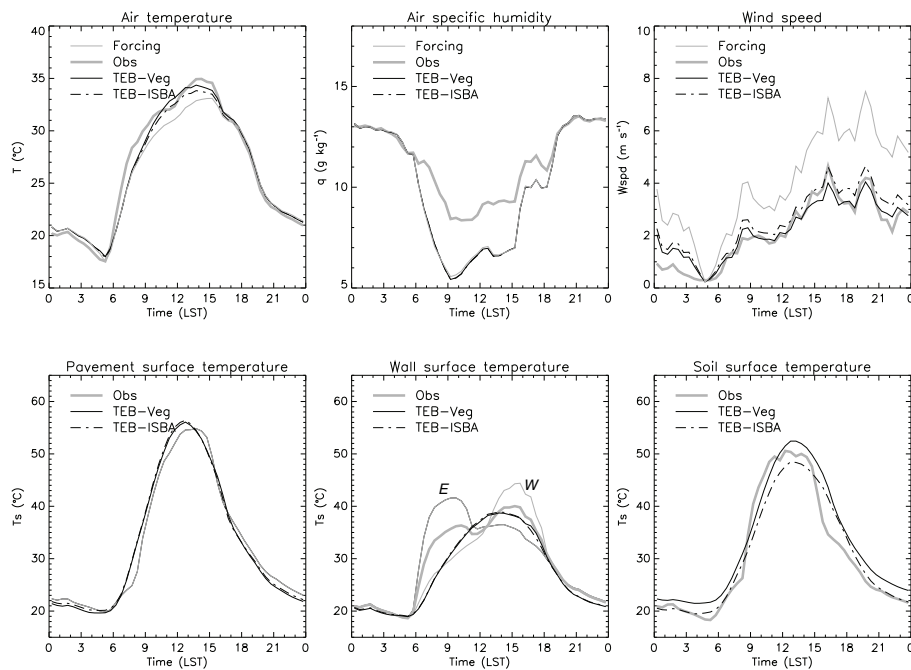 Air temperature
40
35
30
25
20
15
T (°C)
Forcing
Obs
TEB-Veg
TEB-ISBA
0 3 6 9 12 15 18 21 0
Time (LST)
Air specific humidity
15
10
5
q (g kg⁻¹)
Forcing
Obs
TEB-Veg
TEB-ISBA
0 3 6 9 12 15 18 21 24
Time (LST)
Wind speed
10
8
6
4
2
0
Wspd (m s⁻¹)
Forcing
Obs
TEB-Veg
TEB-ISBA
0 3 6 9 12 15 18 21 24
Time (LST)
Pavement surface temperature
60
50
40
30
20
Ts (°C)
Obs
TEB-Veg
TEB-ISBA
0 3 6 9 12 15 18 21 0
Time (LST)
Wall surface temperature
60
50
40
30
20
Ts (°C)
Obs
TEB-Veg
TEB-ISBA
E
W
0 3 6 9 12 15 18 21 24
Time (LST)
Soil surface temperature
60
50
40
30
20
Ts (°C)
Obs
TEB-Veg
TEB-ISBA
0 3 6 9 12 15 18 21 24
Time (LST)